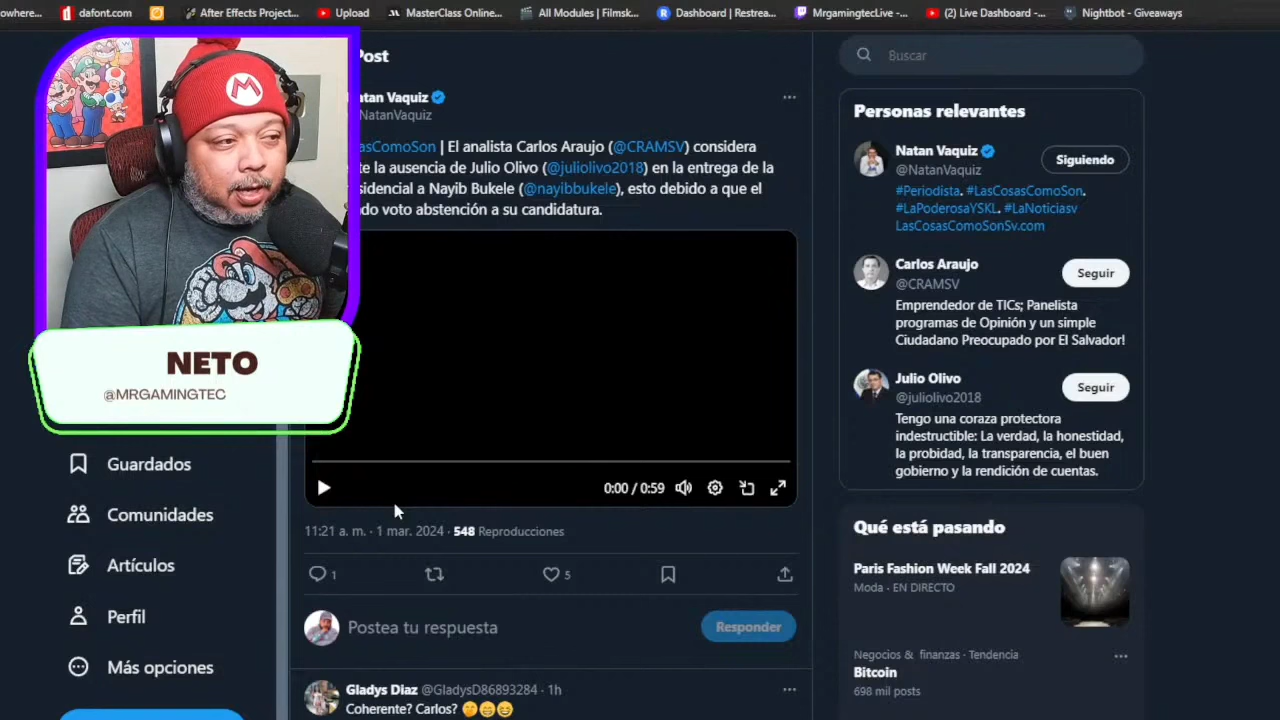 owhere...
dafont.com
After Effects Project...
Upload
MasterClass Online...
All Modules | Filmsk...
Dashboard | Restrea...
MrgamingtecLive -...
(2) Live Dashboard -...
Nightbot - Giveaways
M
Post
Buscar
atan Vaquiz
NatanVaquiz
asComoSon | El analista Carlos Araujo (@CRAMSV) considera
te la ausencia de Julio Olivo (@juliolivo2018) en la entrega de la
sidencial a Nayib Bukele (@nayibbukele), esto debido a que el
do voto abstención a su candidatura.
NETO
@MRGAMINGTEC
0:00 / 0:59
11:21 a. m. · 1 mar. 2024 · 548 Reproducciones
1
5
Postea tu respuesta
Responder
Gladys Diaz @GladysD86893284 · 1h
Coherente? Carlos? 🤭😄😄
Guardados
Comunidades
Artículos
Perfil
Más opciones
Personas relevantes
Natan Vaquiz
@NatanVaquiz
Siguiendo
#Periodista. #LasCosasComoSon.
#LaPoderosaYSKL. #LaNoticiasv
LasCosasComoSonSv.com
Carlos Araujo
@CRAMSV
Seguir
Emprendedor de TICs; Panelista
programas de Opinión y un simple
Ciudadano Preocupado por El Salvador!
Julio Olivo
@juliolivo2018
Seguir
Tengo una coraza protectora
indestructible: La verdad, la honestidad,
la probidad, la transparencia, el buen
gobierno y la rendición de cuentas.
Qué está pasando
Paris Fashion Week Fall 2024
Moda · EN DIRECTO
Negocios & finanzas · Tendencia
Bitcoin
698 mil posts